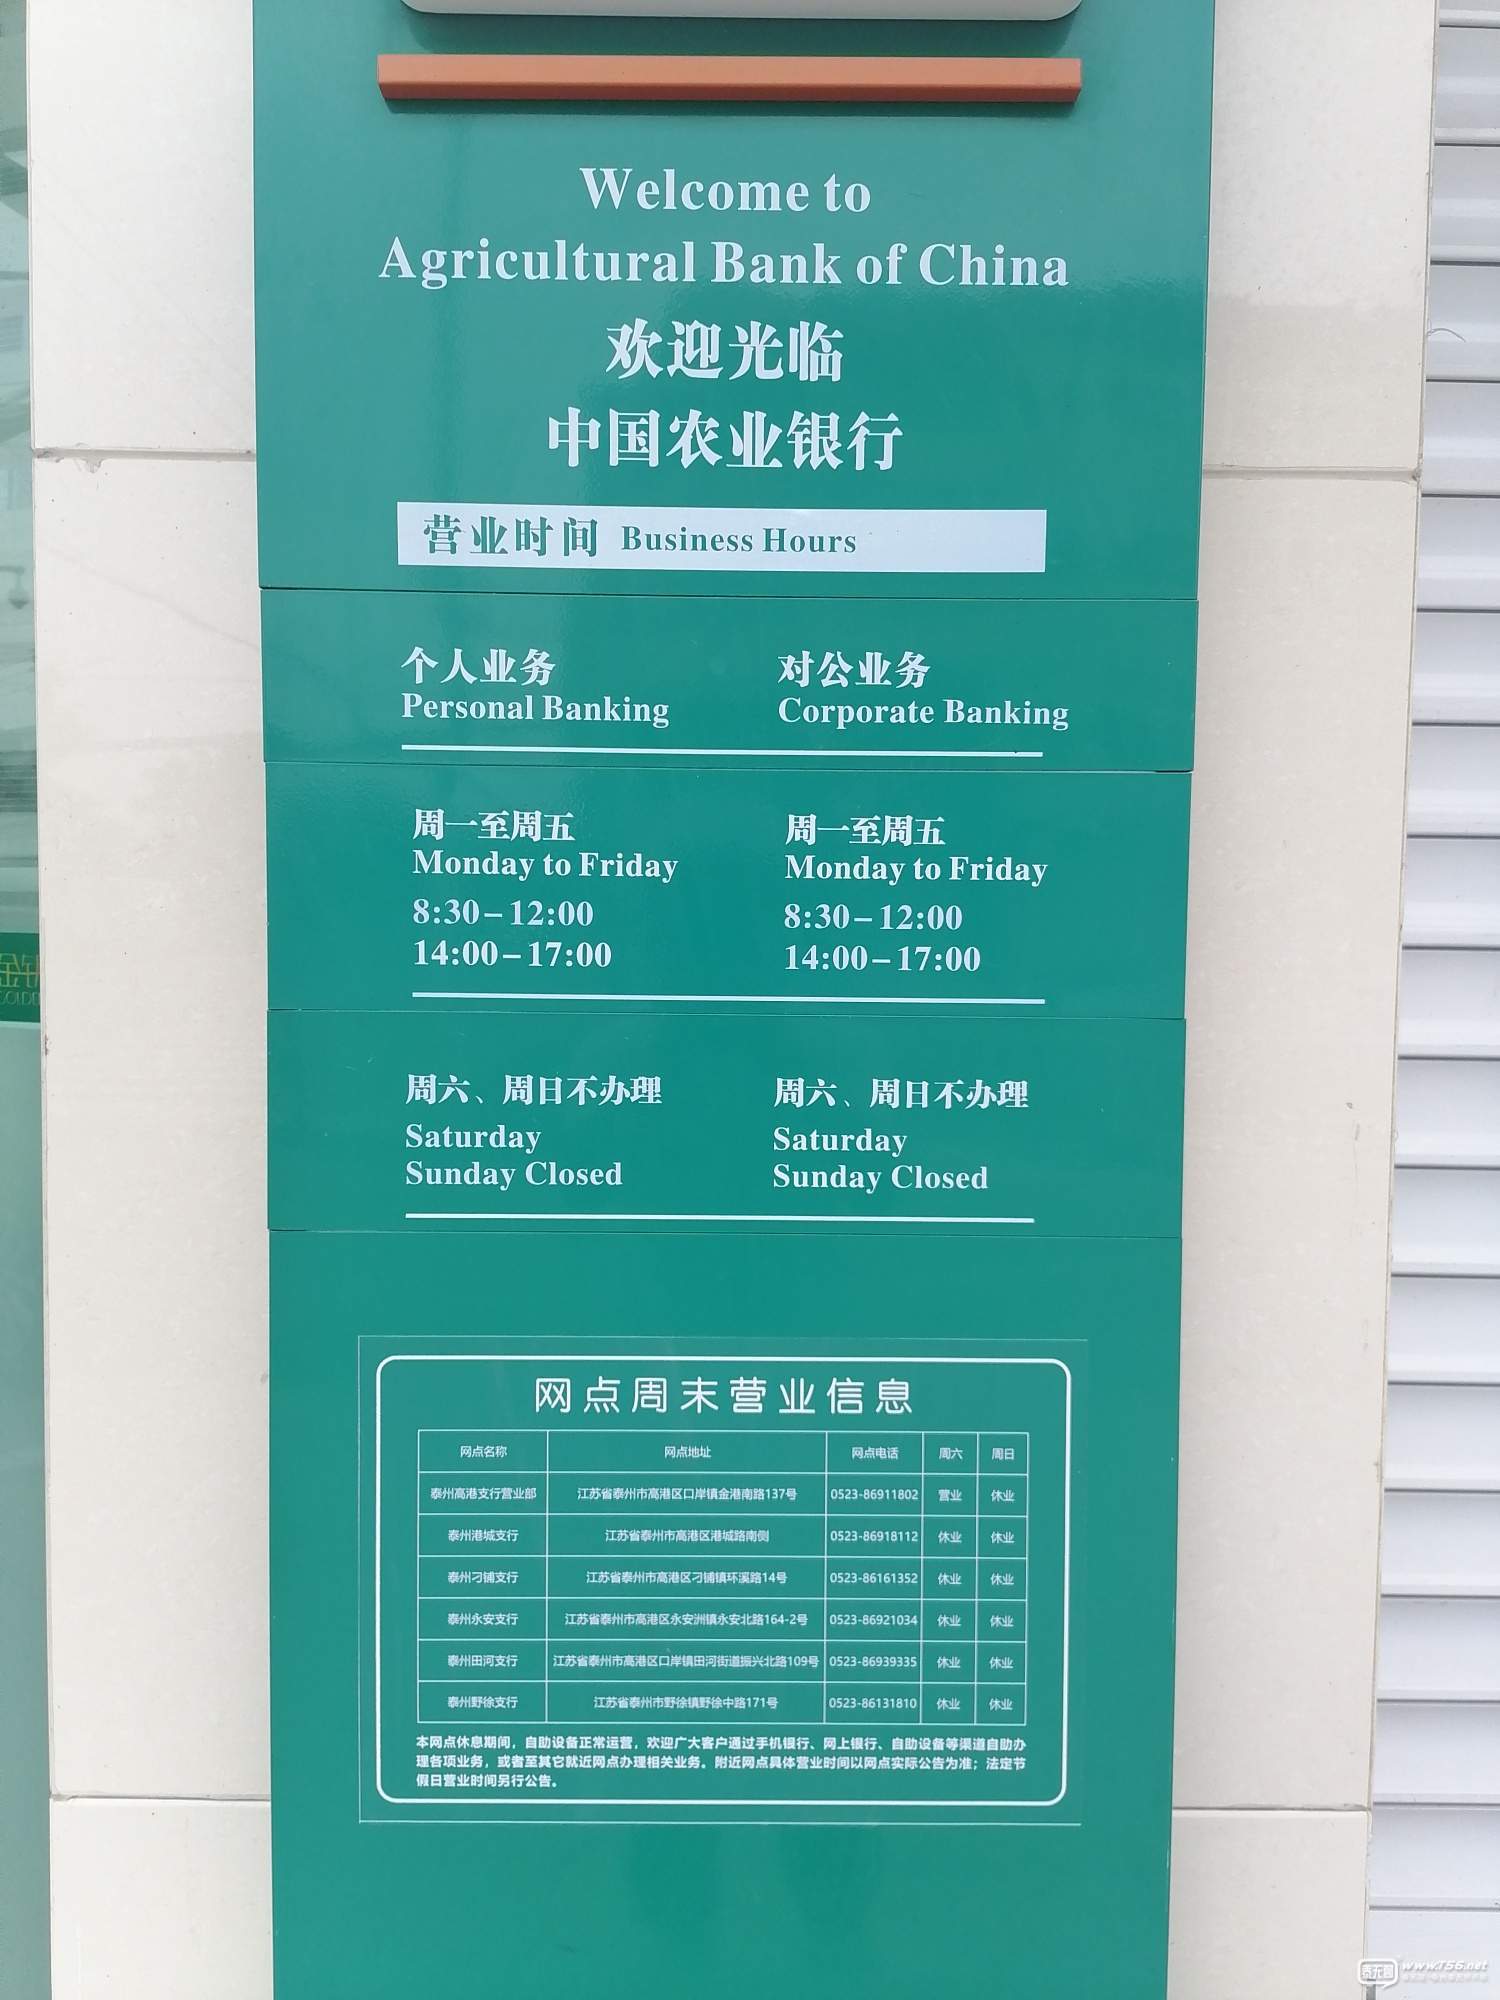 Welcome to
Agricultural Bank of China
欢迎光临
中国农业银行
营业时间 Business Hours
个人业务 对公业务
Personal Banking Corporate Banking
周一至周五 周一至周五
Monday to Friday Monday to Friday
8:30-12:00 8:30-12:00
14:00-17:00 14:00-17:00
周六、周日不办理 周六、周日不办理
Saturday Saturday
Sunday Closed Sunday Closed
网点周末营业信息
网点名称 网点地址 网点电话 周六 周日
泰州高港支行营业部 江苏省泰州市高港区口岸镇金港南路137号 0523-86911802 营业 休业
泰州港城支行 江苏省泰州市高港区港城路南侧 0523-86918112 休业 休业
泰州刁铺支行 江苏省泰州市高港区刁铺镇环溪路14号 0523-86161352 休业 休业
泰州永安支行 江苏省泰州市高港区永安洲镇永安北路164-2号 0523-86921034 休业 休业
泰州田河支行 江苏省泰州市高港区口岸镇田河街道振兴北路109号 0523-86939335 休业 休业
泰州野徐支行 江苏省泰州市野徐镇野徐中路171号 0523-86131810 休业 休业
本网点休息期间，自助设备正常运营，欢迎广大客户通过手机银行、网上银行、自助设备等渠道自助办
理各项业务，或者至其它就近网点办理相关业务。附近网点具体营业时间以网点实际公告为准；法定节
假日营业时间另行公告。
www.T56.net